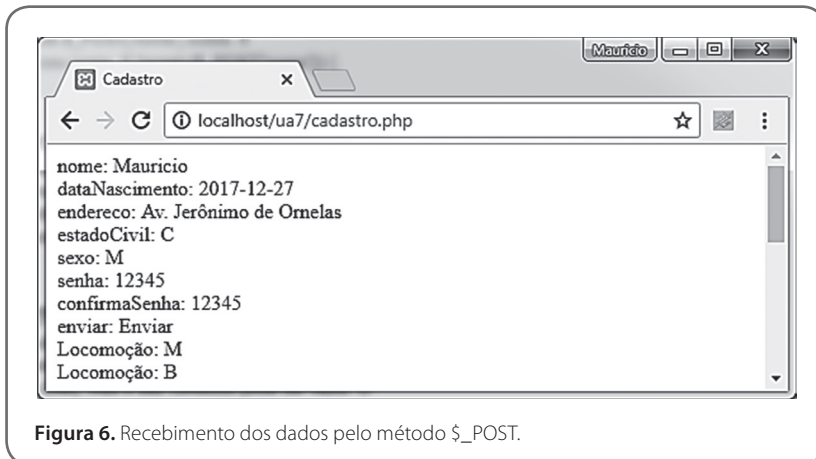 Mauricio
Cadastro
localhost/ua7/cadastro.php
nome: Mauricio
dataNascimento: 2017-12-27
endereco: Av. Jerônimo de Ornelas
estadoCivil: C
sexo: M
senha: 12345
confirmaSenha: 12345
enviar: Enviar
Locomoção: M
Locomoção: B
Figura 6. Recebimento dos dados pelo método $_POST.